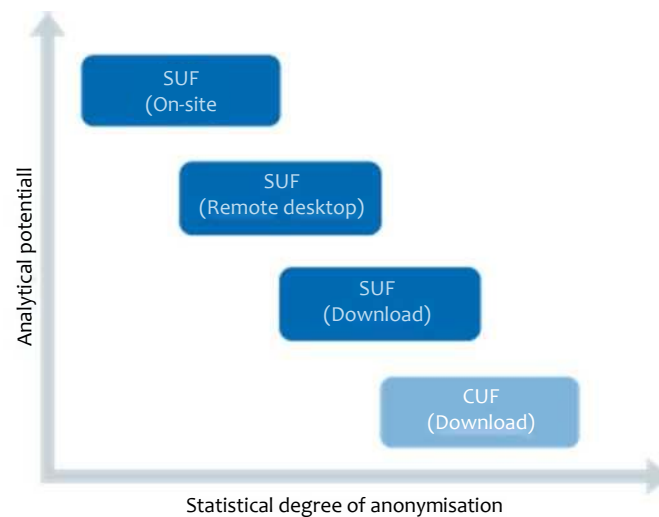 SUF
(On-site
SUF
(Remote desktop)
SUF
(Download)
CUF
(Download)
Analytical potentiall
Statistical degree of anonymisation